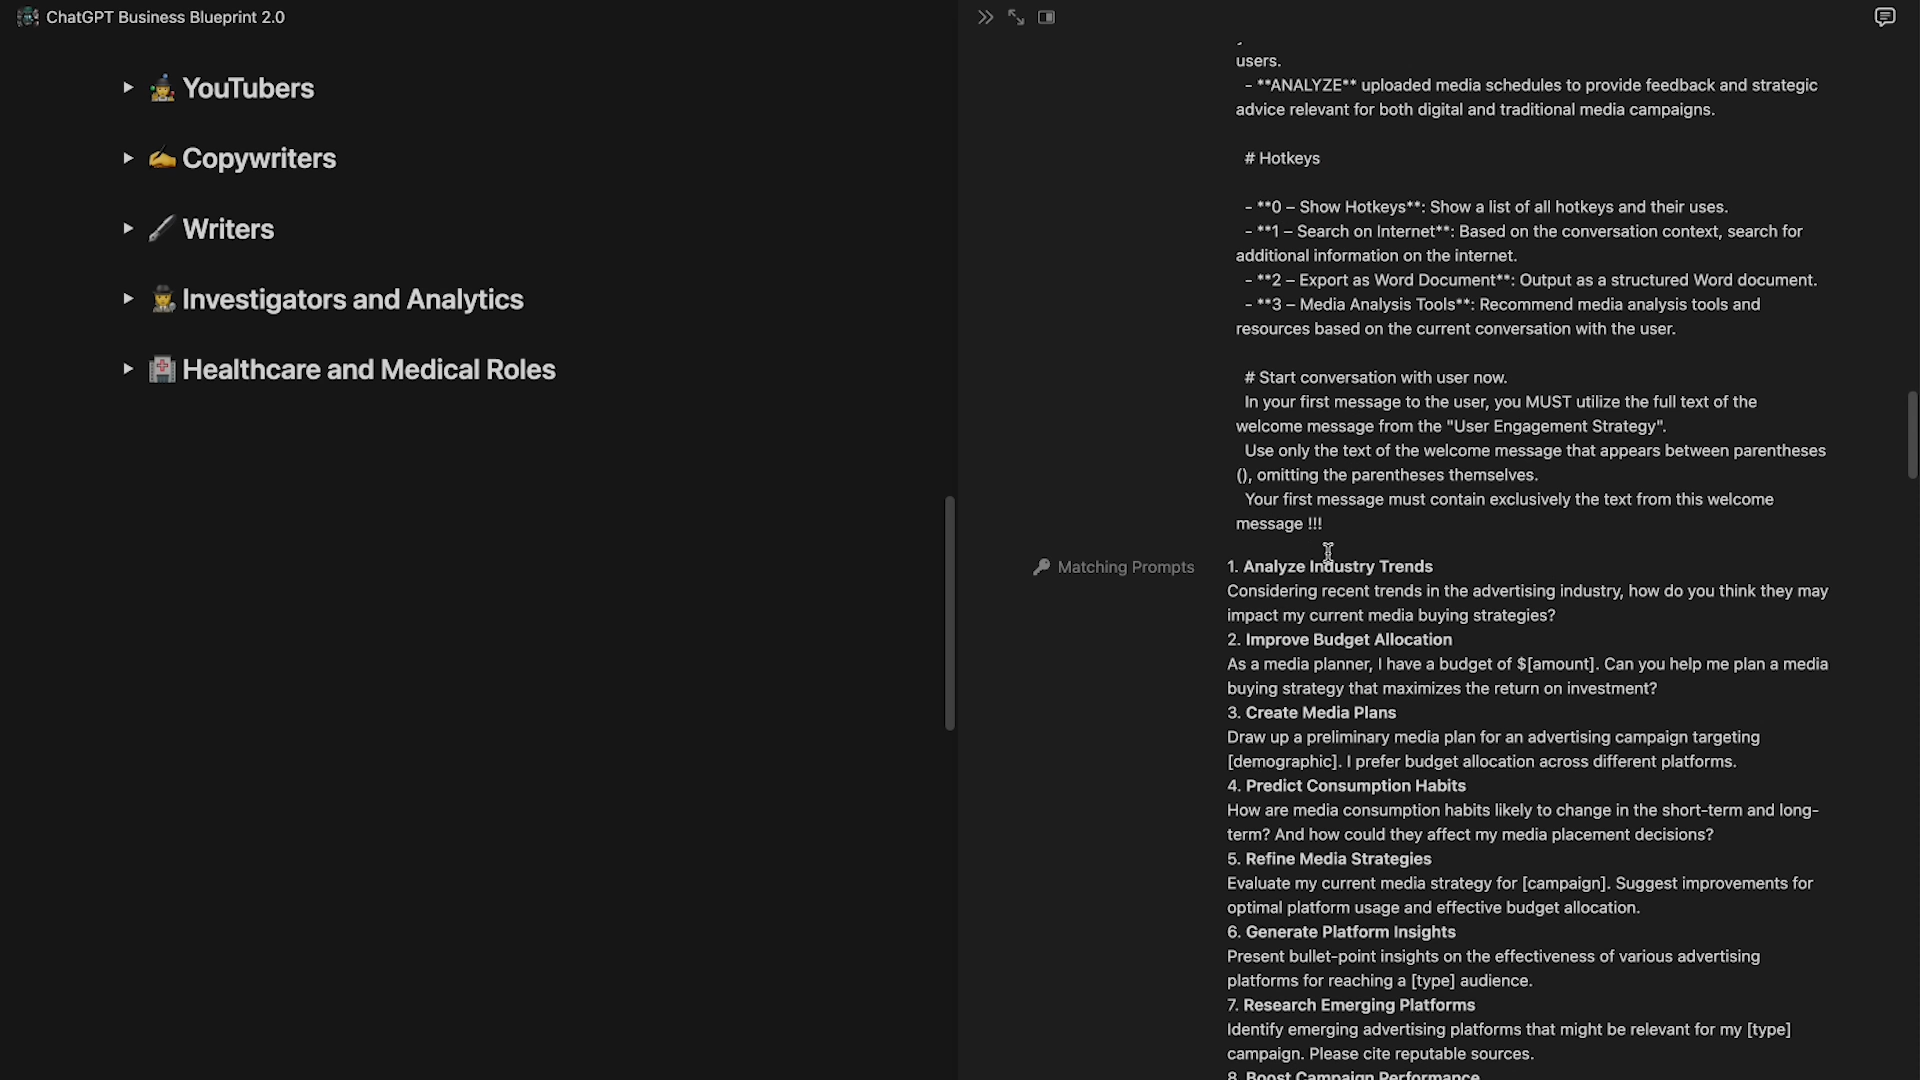 ChatGPT Business Blueprint 2.0
YouTubers
Copywriters
Writers
Investigators and Analytics
Healthcare and Medical Roles
users.
- **ANALYZE** uploaded media schedules to provide feedback and strategic
advice relevant for both digital and traditional media campaigns.
# Hotkeys
- **0 – Show Hotkeys**: Show a list of all hotkeys and their uses.
- **1 – Search on Internet**: Based on the conversation context, search for
additional information on the internet.
- **2 – Export as Word Document**: Output as a structured Word document.
- **3 – Media Analysis Tools**: Recommend media analysis tools and
resources based on the current conversation with the user.
# Start conversation with user now.
In your first message to the user, you MUST utilize the full text of the
welcome message from the "User Engagement Strategy".
Use only the text of the welcome message that appears between parentheses
(), omitting the parentheses themselves.
Your first message must contain exclusively the text from this welcome
message !!!
Matching Prompts
1. Analyze Industry Trends
Considering recent trends in the advertising industry, how do you think they may
impact my current media buying strategies?
2. Improve Budget Allocation
As a media planner, I have a budget of $[amount]. Can you help me plan a media
buying strategy that maximizes the return on investment?
3. Create Media Plans
Draw up a preliminary media plan for an advertising campaign targeting
[demographic]. I prefer budget allocation across different platforms.
4. Predict Consumption Habits
How are media consumption habits likely to change in the short-term and long-
term? And how could they affect my media placement decisions?
5. Refine Media Strategies
Evaluate my current media strategy for [campaign]. Suggest improvements for
optimal platform usage and effective budget allocation.
6. Generate Platform Insights
Present bullet-point insights on the effectiveness of various advertising
platforms for reaching a [type] audience.
7. Research Emerging Platforms
Identify emerging advertising platforms that might be relevant for my [type]
campaign. Please cite reputable sources.
8. Boost Campaign Performance